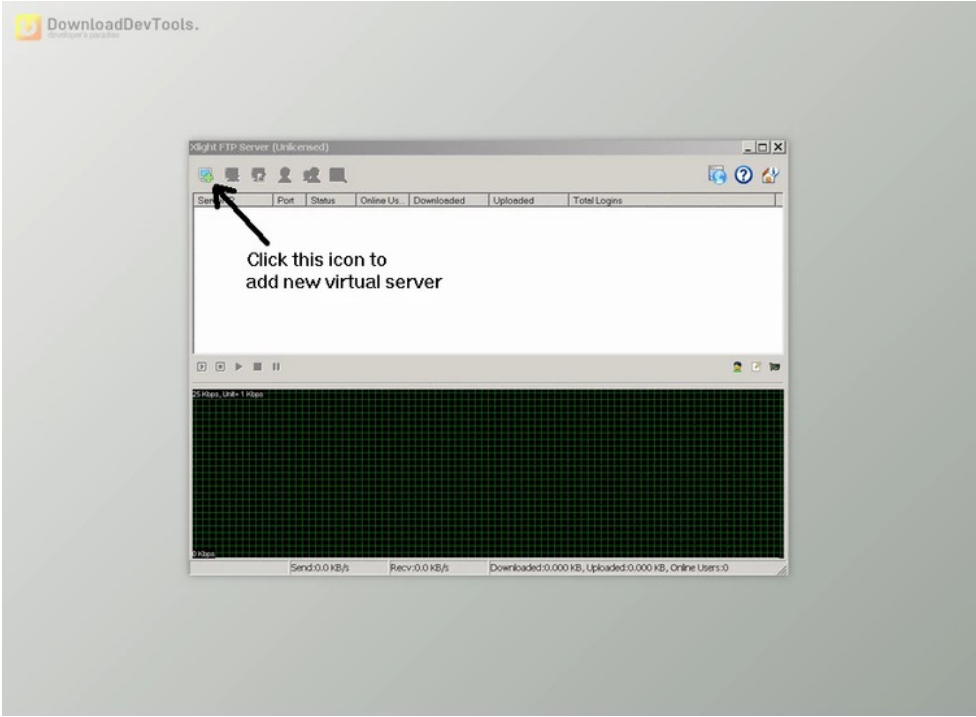 DownloadDevTools.
developer's paradise
Xlight FTP Server (Unlicensed)
Port Status Online Us... Downloaded Uploaded Total Logins
Click this icon to
add new virtual server
25 Kbps, Unit= 1 Kbps
0 Kbps
Send:0.0 KB/s Recv:0.0 KB/s Downloaded:0.000 KB, Uploaded:0.000 KB, Online Users:0